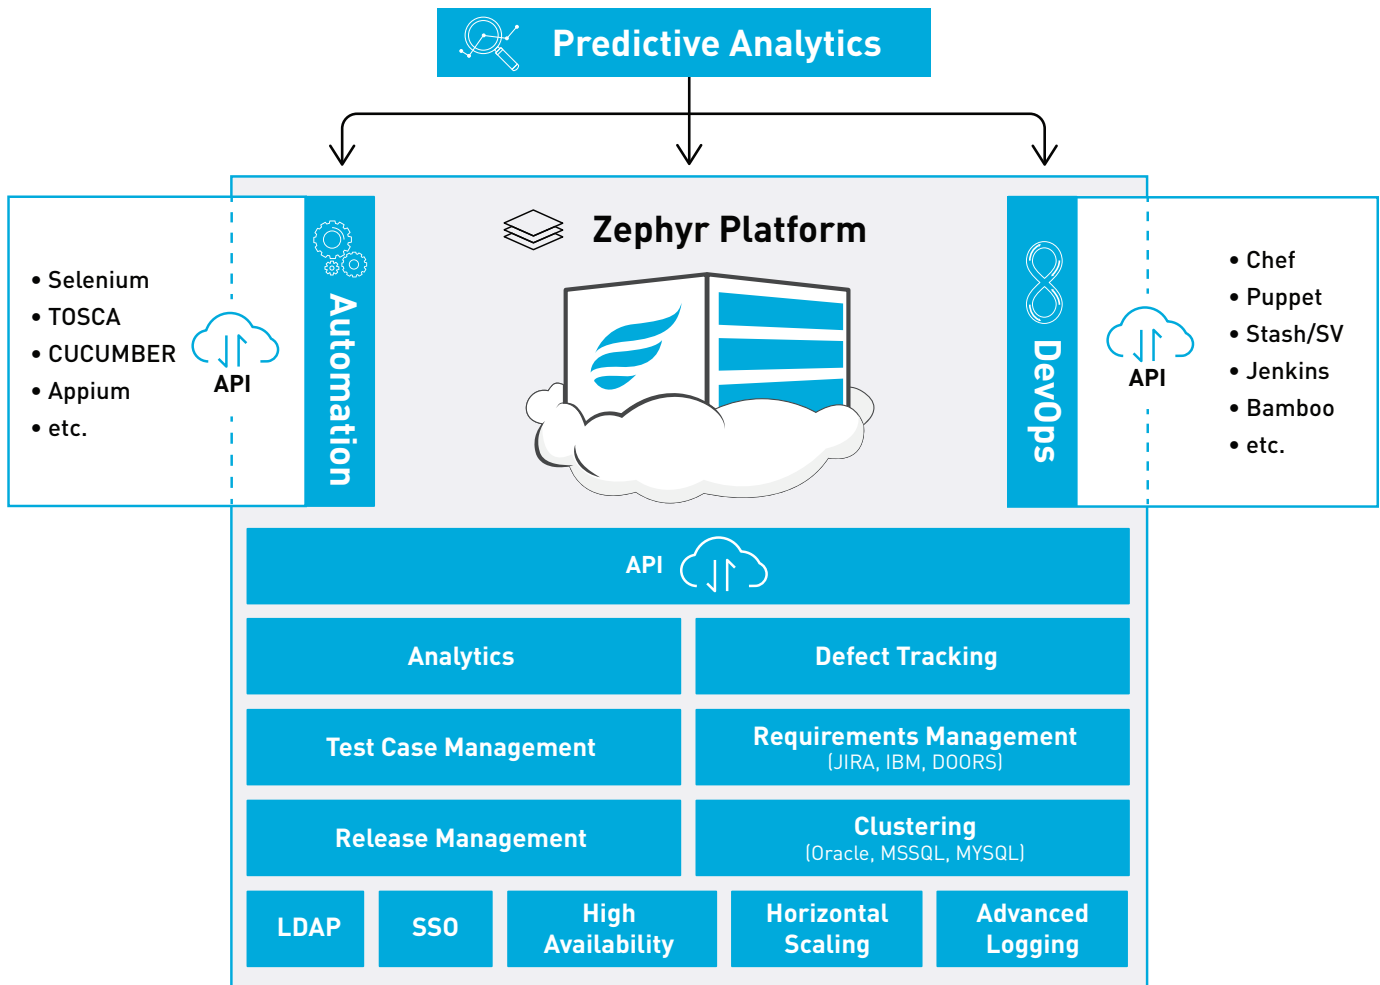 Predictive Analytics
Zephyr Platform
• Selenium
• TOSCA
• CUCUMBER
• Appium
• etc.
API
Automation
DevOps
API
• Chef
• Puppet
• Stash/SV
• Jenkins
• Bamboo
• etc.
API
Analytics
Defect Tracking
Test Case Management
Requirements Management
(JIRA, IBM, DOORS)
Release Management
Clustering
(Oracle, MSSQL, MYSQL)
LDAP
SSO
High
Availability
Horizontal
Scaling
Advanced
Logging